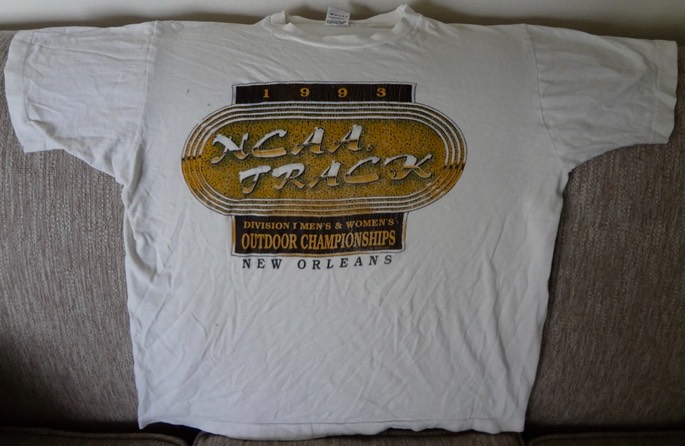 1993
NCAA.
TRACK
DIVISION I MEN'S & WOMEN'S
OUTDOOR CHAMPIONSHIPS
NEW ORLEANS